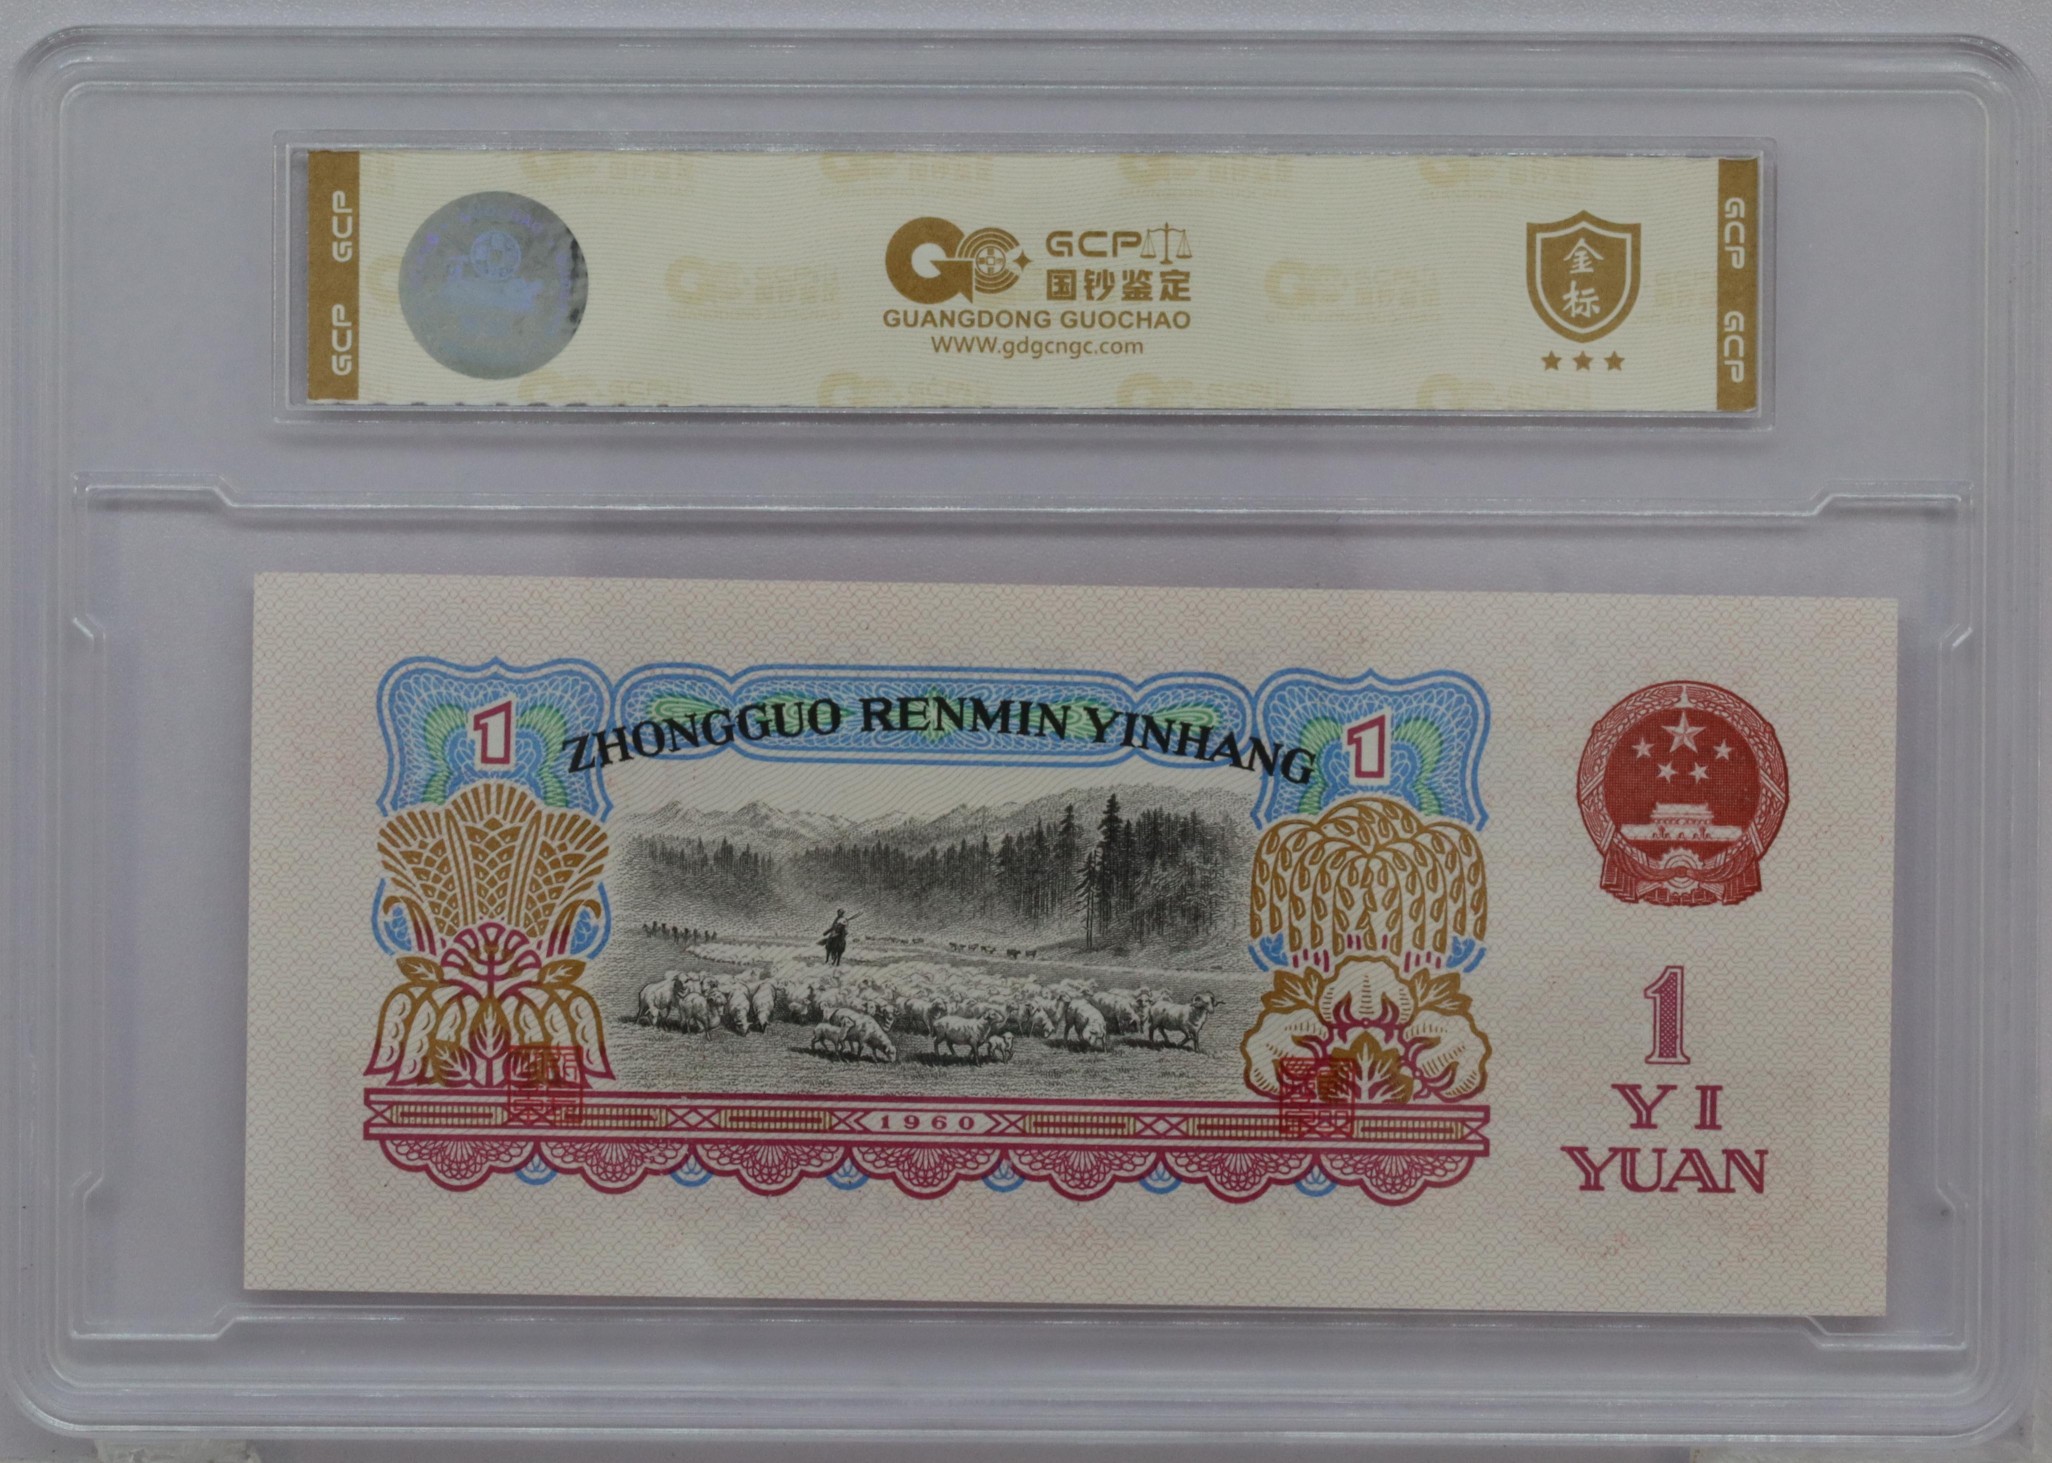 GCP
GCP
GCP
国钞鉴定
GUANGDONG GUOCHAO
WWW.gdgcngc.com
金
标
GCP
GCP
ZHONGGUO RENMIN YINHANG
1
1
1960
1
YI
YUAN